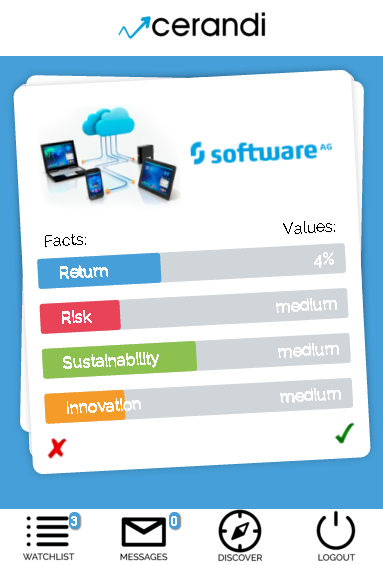 cerandi
software AG
Facts:
Values:
Return 4%
Risk medium
Sustainability medium
Innovation medium
3
0
WATCHLIST
MESSAGES
DISCOVER
LOGOUT